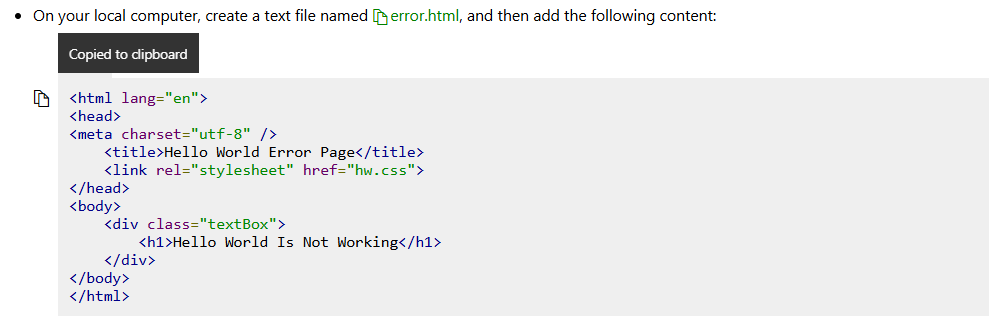 On your local computer, create a text file named error.html, and then add the following content:
Copied to clipboard
<html lang="en">
<head>
<meta charset="utf-8" />
    <title>Hello World Error Page</title>
    <link rel="stylesheet" href="hw.css">
</head>
<body>
    <div class="textBox">
        <h1>Hello World Is Not Working</h1>
    </div>
</body>
</html>